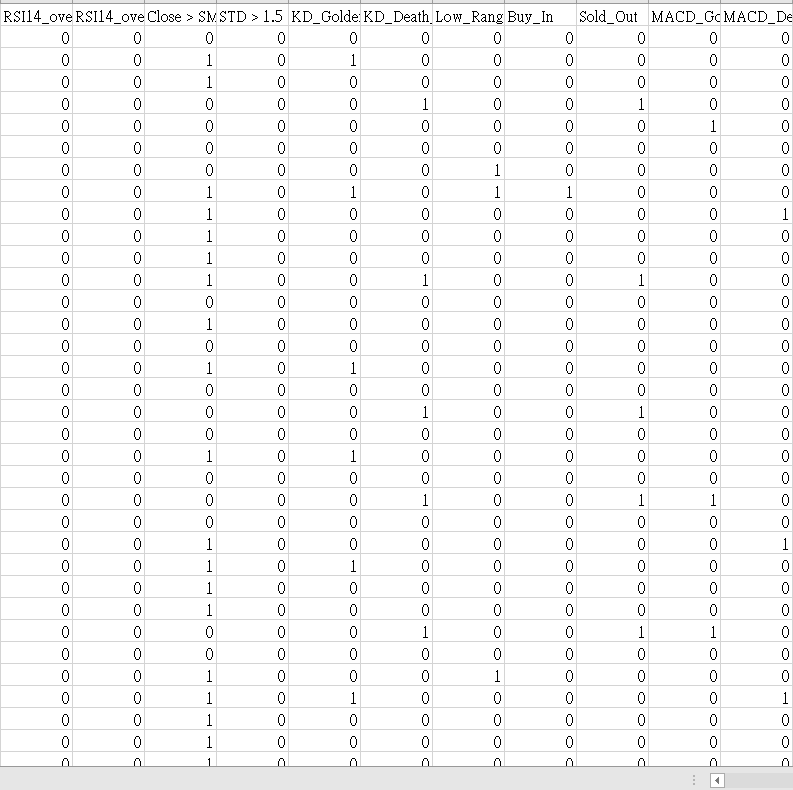 RSI14_ove RSI14_ove Close > SM STD > 1.5 KD_Golde KD_Death_ Low_Rang Buy_In Sold_Out MACD_Go MACD_De
0 0 0 0 0 0 0 0 0 0 0
0 0 1 0 1 0 0 0 0 0 0
0 0 1 0 0 0 0 0 0 0 0
0 0 0 0 0 1 0 0 1 0 0
0 0 0 0 0 0 0 0 0 1 0
0 0 0 0 0 0 0 0 0 0 0
0 0 0 0 0 0 1 0 0 0 0
0 0 1 0 1 0 1 1 0 0 0
0 0 1 0 0 0 0 0 0 0 1
0 0 1 0 0 0 0 0 0 0 0
0 0 1 0 0 0 0 0 0 0 0
0 0 1 0 0 1 0 0 1 0 0
0 0 0 0 0 0 0 0 0 0 0
0 0 1 0 0 0 0 0 0 0 0
0 0 0 0 0 0 0 0 0 0 0
0 0 1 0 1 0 0 0 0 0 0
0 0 0 0 0 0 0 0 0 0 0
0 0 0 0 0 1 0 0 1 0 0
0 0 0 0 0 0 0 0 0 0 0
0 0 1 0 1 0 0 0 0 0 0
0 0 0 0 0 0 0 0 0 0 0
0 0 0 0 0 1 0 0 1 1 0
0 0 0 0 0 0 0 0 0 0 0
0 0 1 0 0 0 0 0 0 0 1
0 0 1 0 1 0 0 0 0 0 0
0 0 1 0 0 0 0 0 0 0 0
0 0 1 0 0 0 0 0 0 0 0
0 0 0 0 0 1 0 0 1 1 0
0 0 0 0 0 0 0 0 0 0 0
0 0 1 0 0 0 1 0 0 0 0
0 0 1 0 1 0 0 0 0 0 1
0 0 1 0 0 0 0 0 0 0 0
0 0 1 0 0 0 0 0 0 0 0
0 0 1 0 0 0 0 0 0 0 0